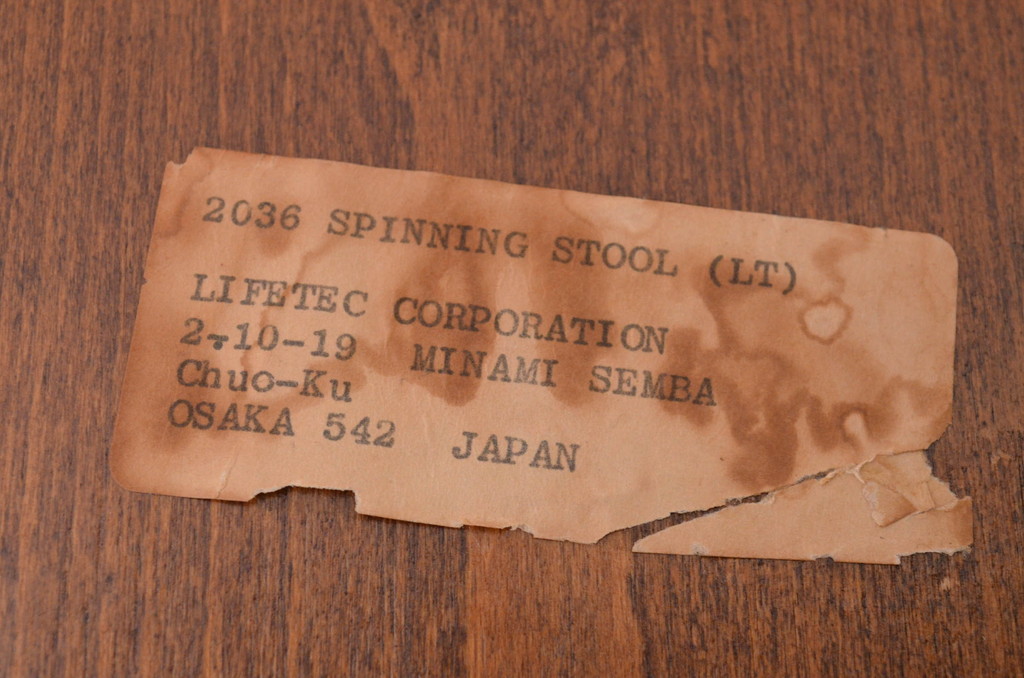 2036 SPINNING STOOL (LT)
LIFETEC CORPORATION
2-10-19 MINAMI SEMBA
Chuo-Ku
OSAKA 542 JAPAN